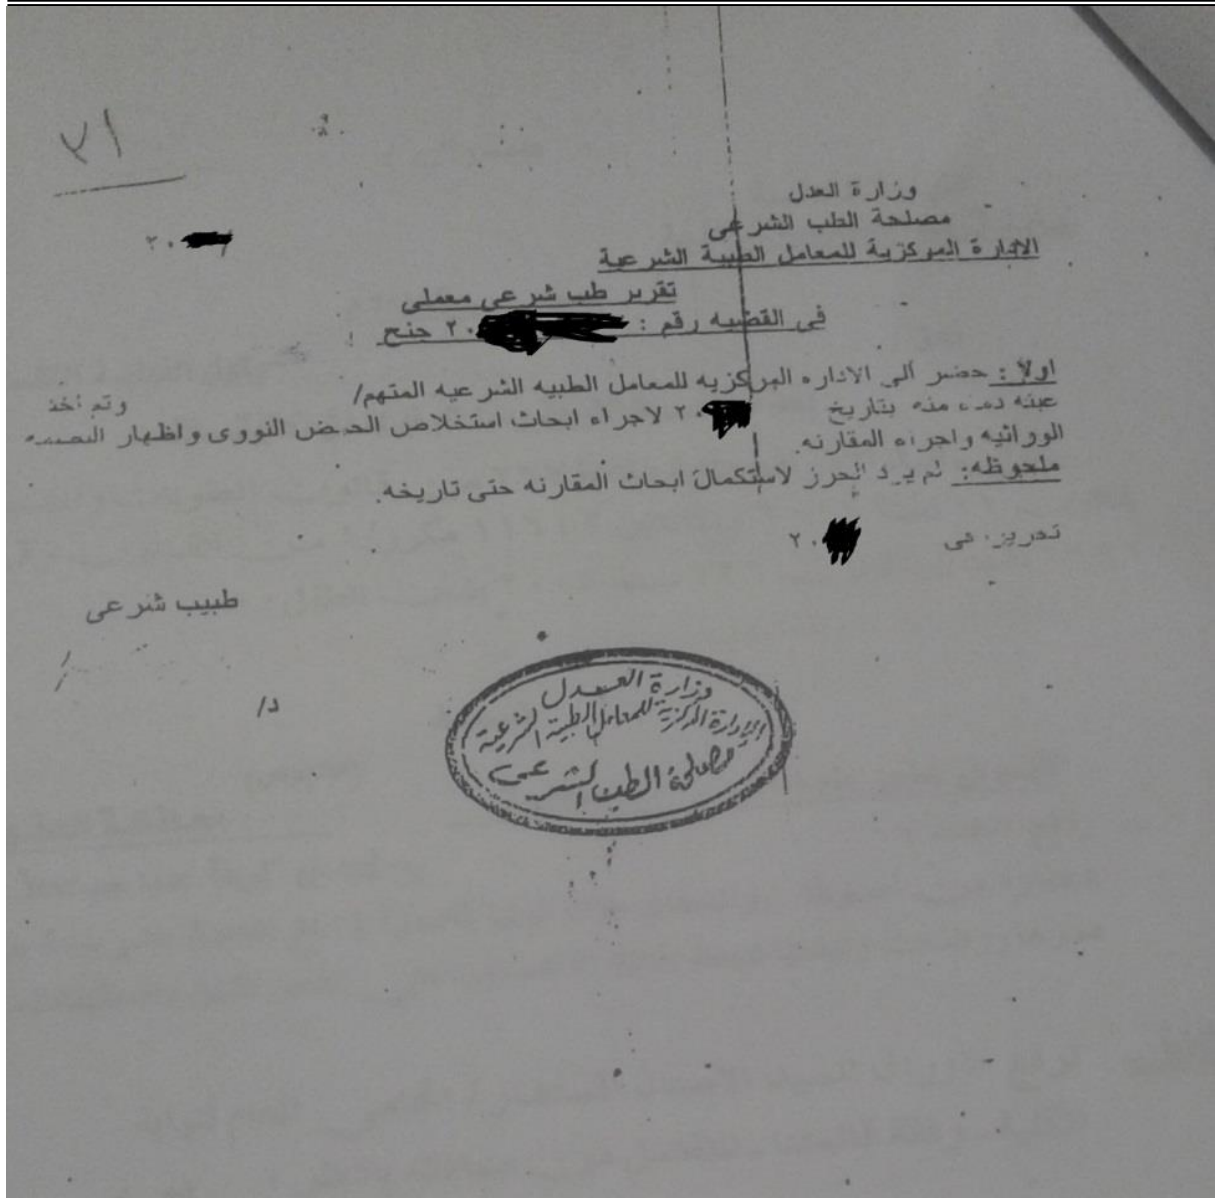 ٢١
وزارة العدل
مصلحة الطب الشرعى
الادارة المركزية للمعامل الطبية الشرعية
٢٠
تقرير طب شرعى معملى
فى القضيه رقم : ٢٠ جنح
اولا : حضر الى الاداره المركزيه للمعامل الطبيه الشرعيه المتهم/ وتم أخذ
عينه دماء منه بتاريخ ٢٠ لاجراء ابحاث استخلاص الحمض النووى واظهار البصمه
الوراثيه واجراء المقارنه.
ملحوظه: لم يرد الحرز لاستكمال ابحاث المقارنه حتى تاريخه.
تحريرا فى ٢٠
طبيب شرعى
د/
وزارة العدل
الإدارة المركزية للمعامل الطبية الشرعية
مصلحة الطب الشرعى